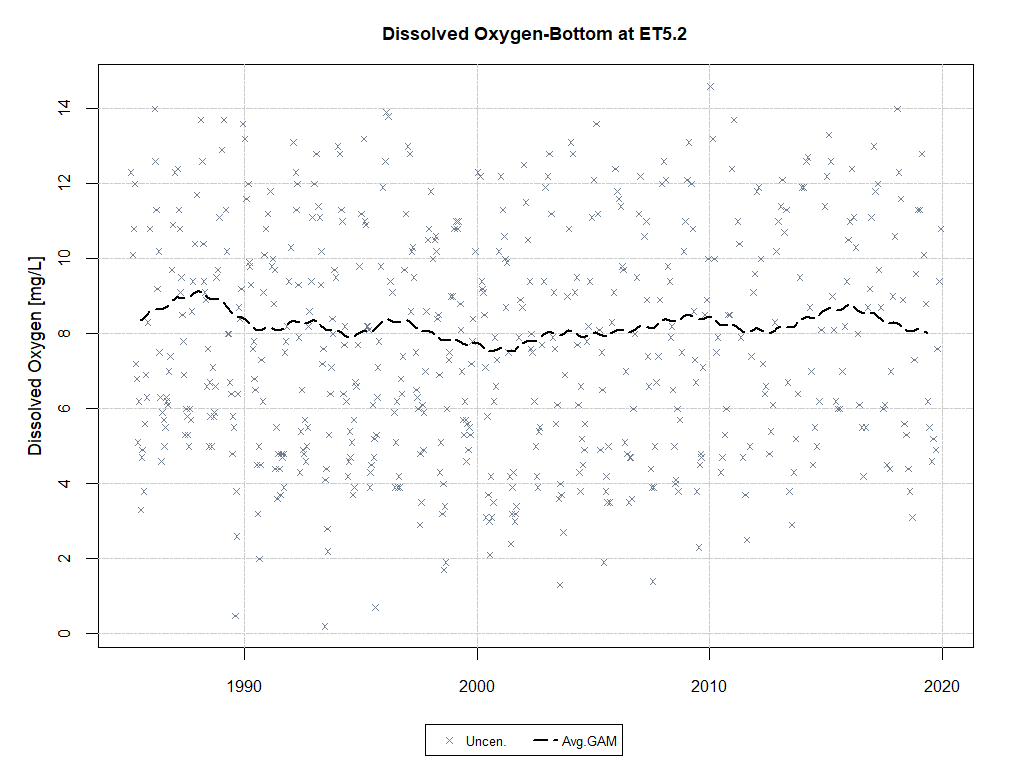 Dissolved Oxygen-Bottom at ET5.2
Dissolved Oxygen [mg/L]
14
12
10
8
6
4
2
0
1990 2000 2010 2020
Uncen. Avg.GAM